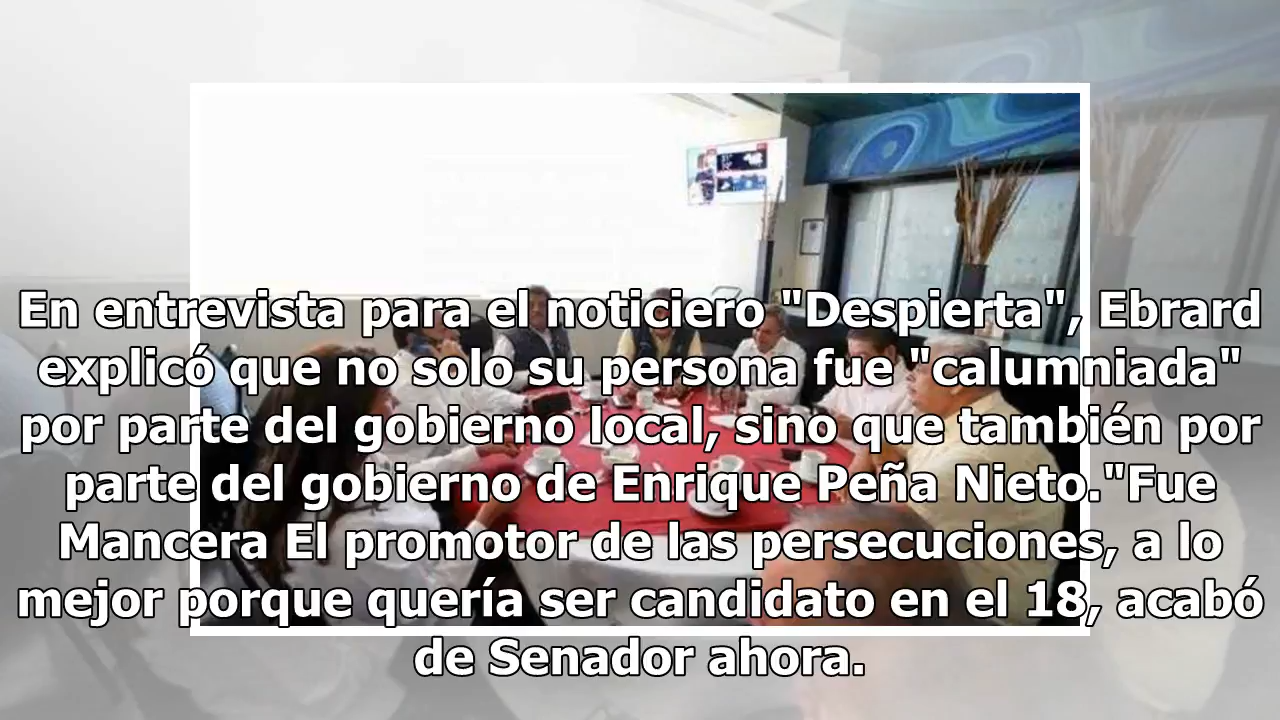 En entrevista para el noticiero "Despierta", Ebrard
explicó que no solo su persona fue "calumniada"
por parte del gobierno local, sino que también por
parte del gobierno de Enrique Peña Nieto."Fue
Mancera El promotor de las persecuciones, a lo
mejor porque quería ser candidato en el 18, acabó
de Senador ahora.